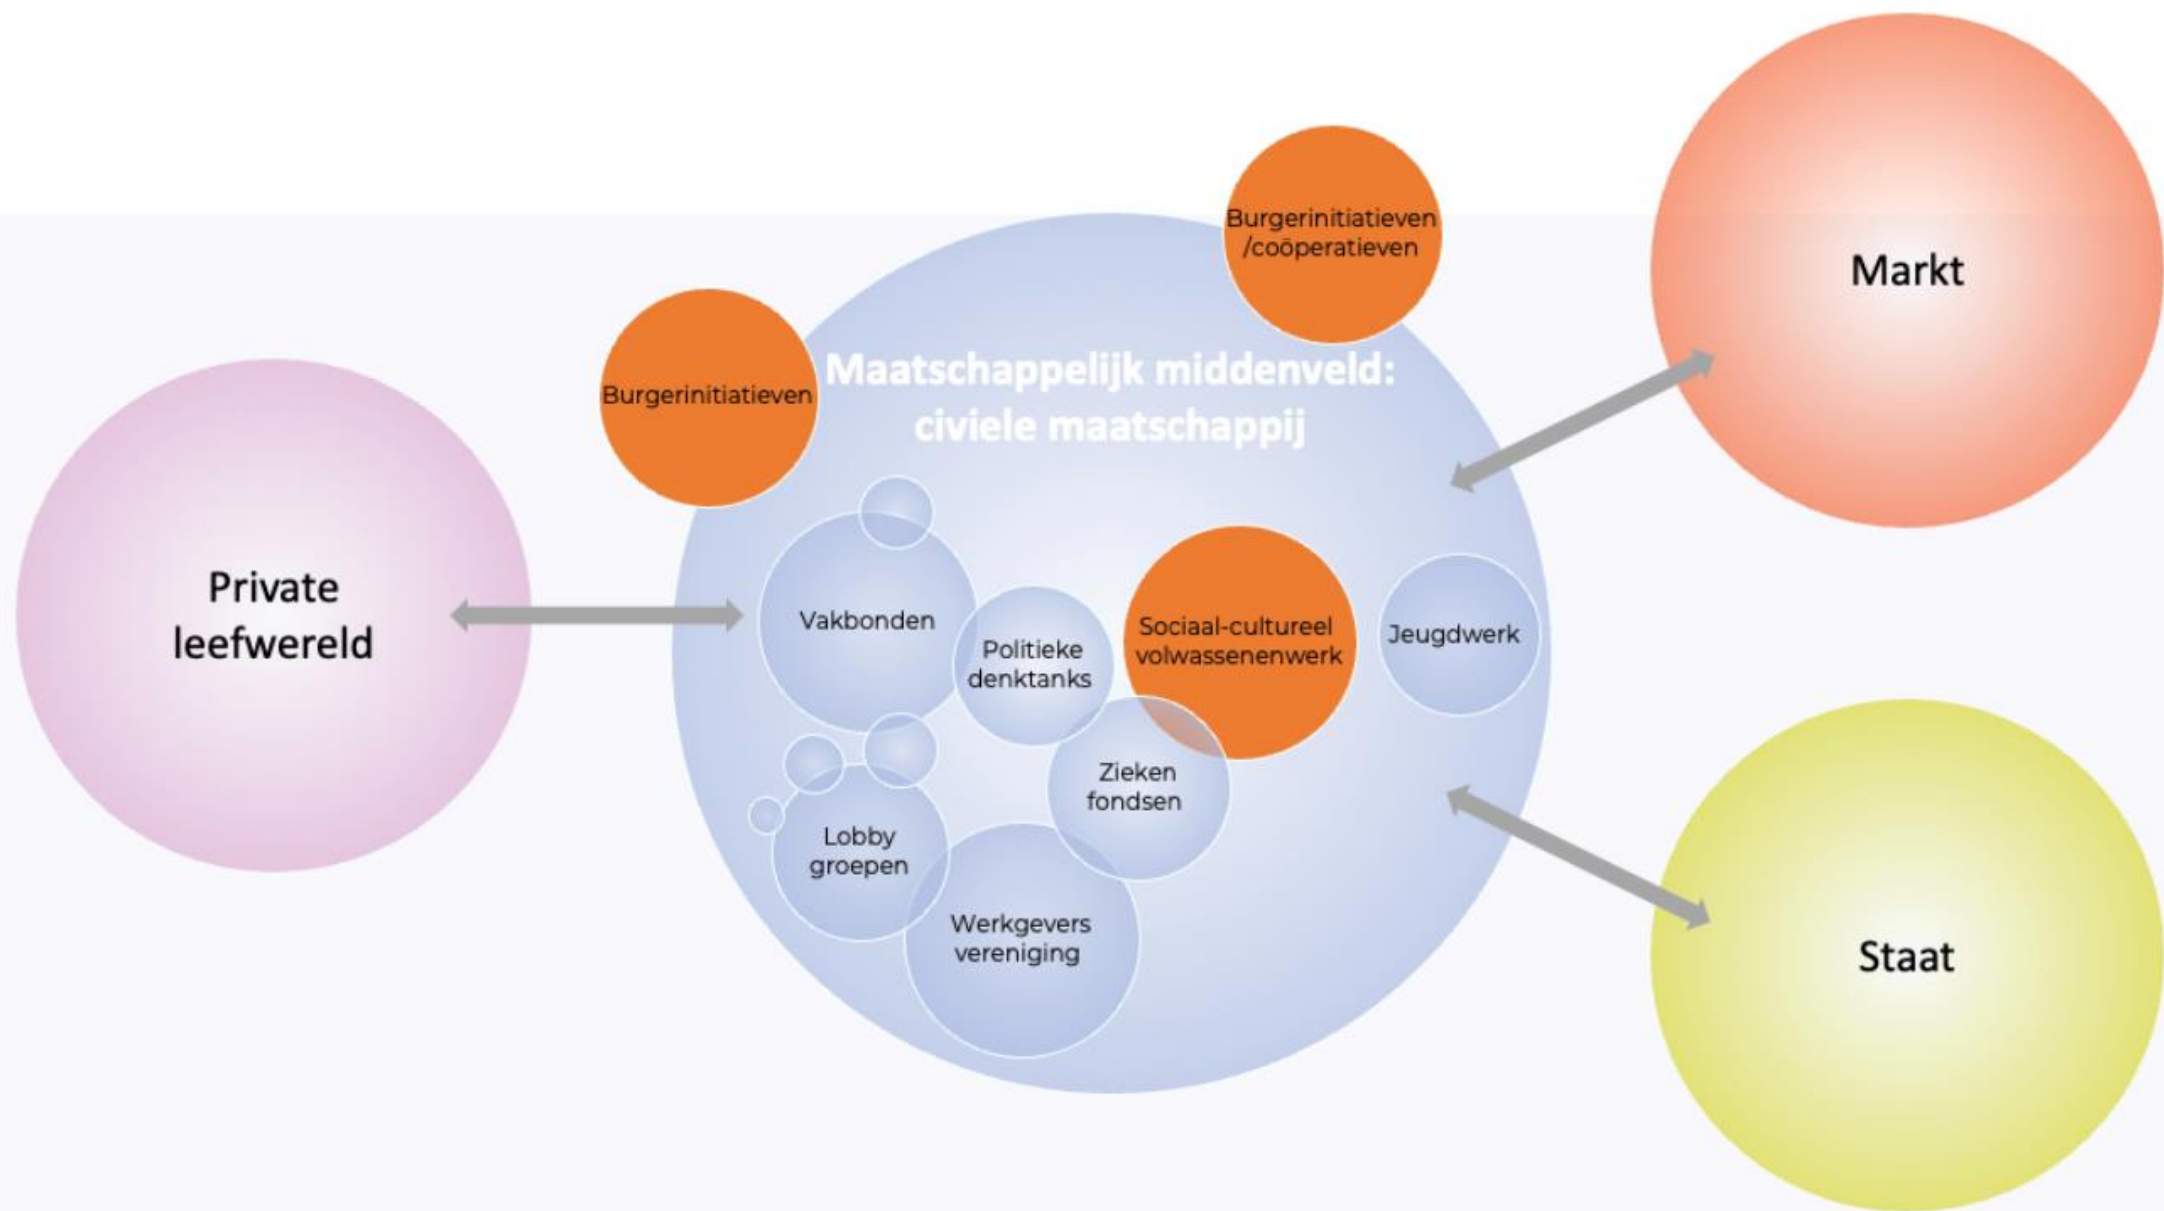 Burgerinitiatieven
/coöperatieven
Markt
Burgerinitiatieven
Maatschappelijk middenveld:
civiele maatschappij
Private
leefwereld
Vakbonden
Politieke
denktanks
Sociaal-cultureel
volwassenenwerk
Jeugdwerk
Zieken
fondsen
Lobby
groepen
Werkgevers
vereniging
Staat